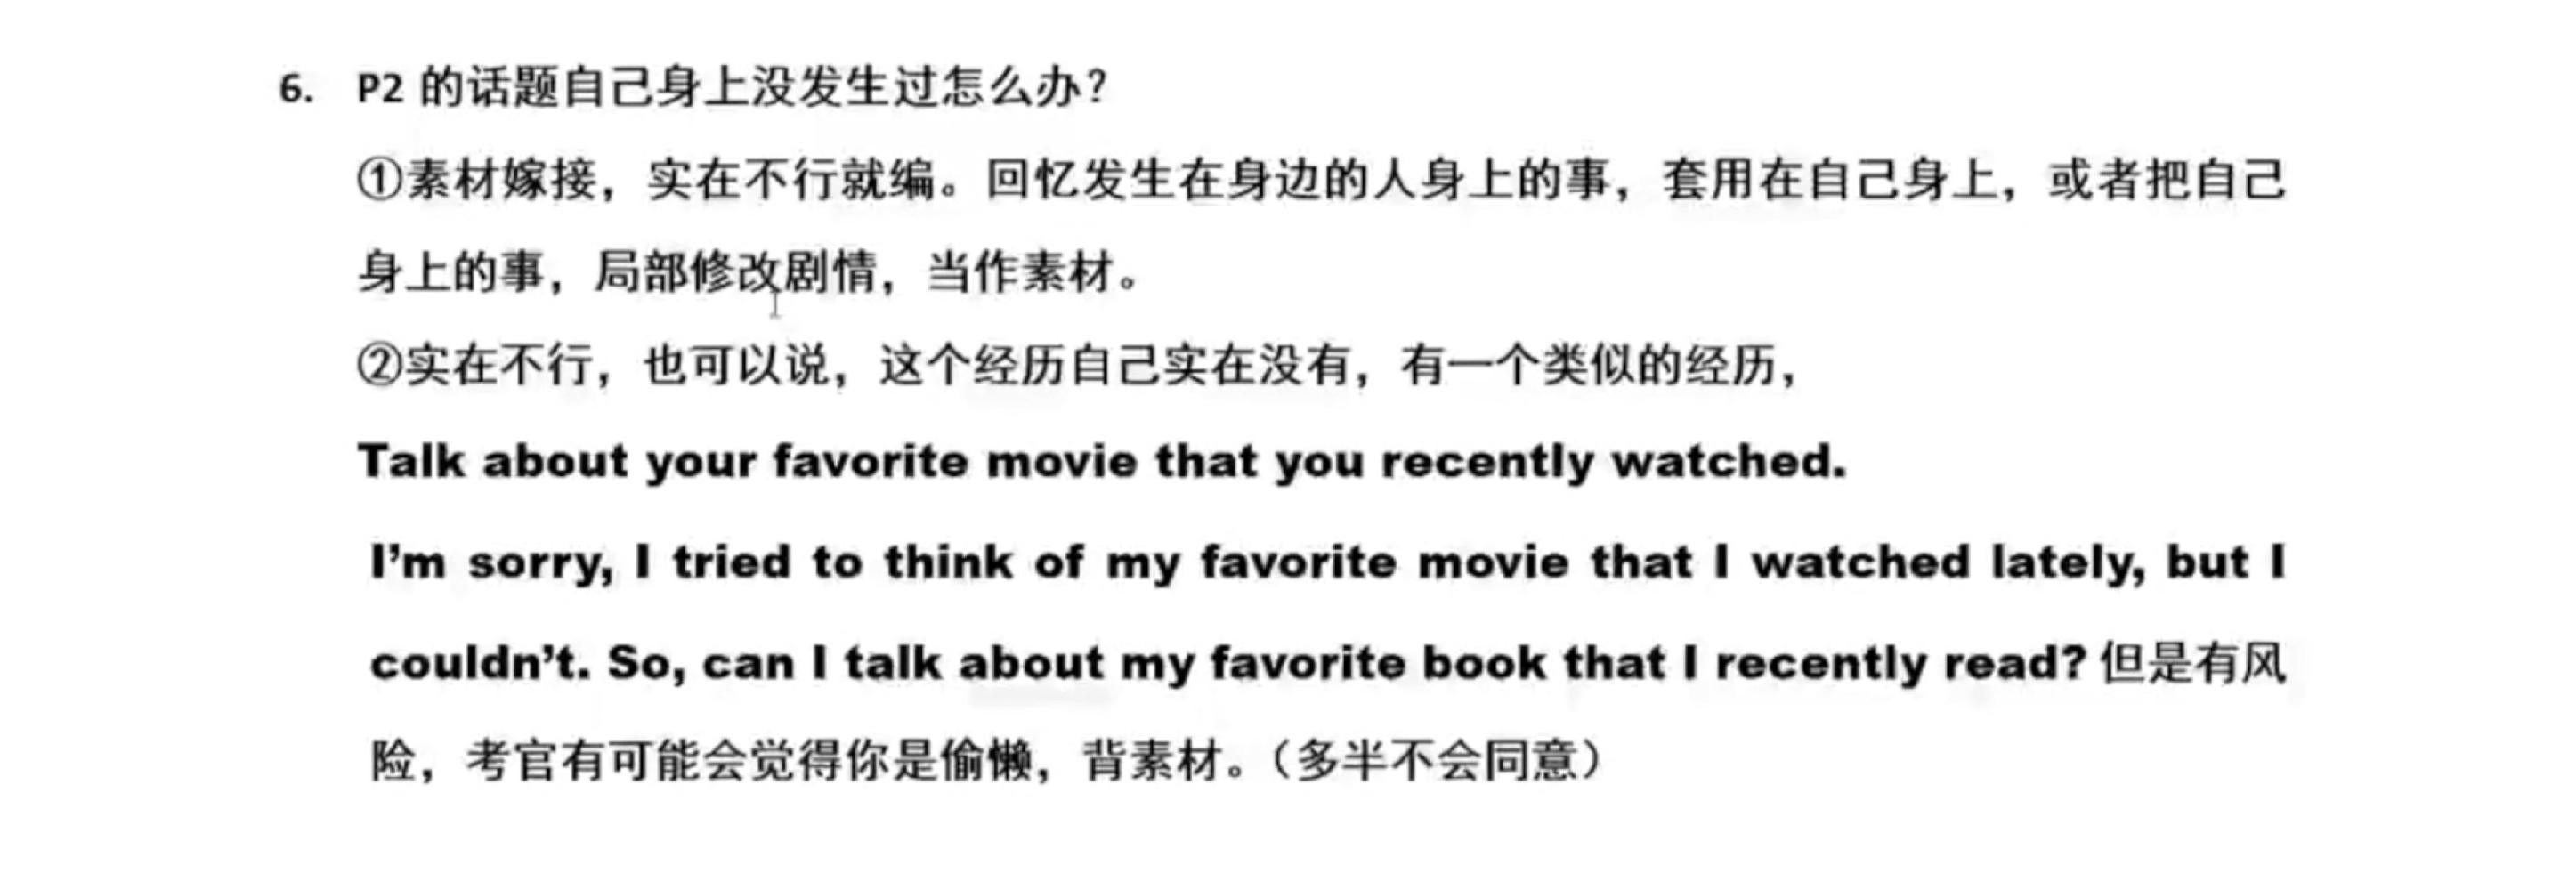 6. P2 的话题自己身上没发生过怎么办？
①素材嫁接，实在不行就编。回忆发生在身边的人身上的事，套用在自己身上，或者把自己
身上的事，局部修改剧情，当作素材。
②实在不行，也可以说，这个经历自己实在没有，有一个类似的经历，
Talk about your favorite movie that you recently watched.
I’m sorry, I tried to think of my favorite movie that I watched lately, but I
couldn’t. So, can I talk about my favorite book that I recently read? 但是有风
险，考官有可能会觉得你是偷懒，背素材。（多半不会同意）